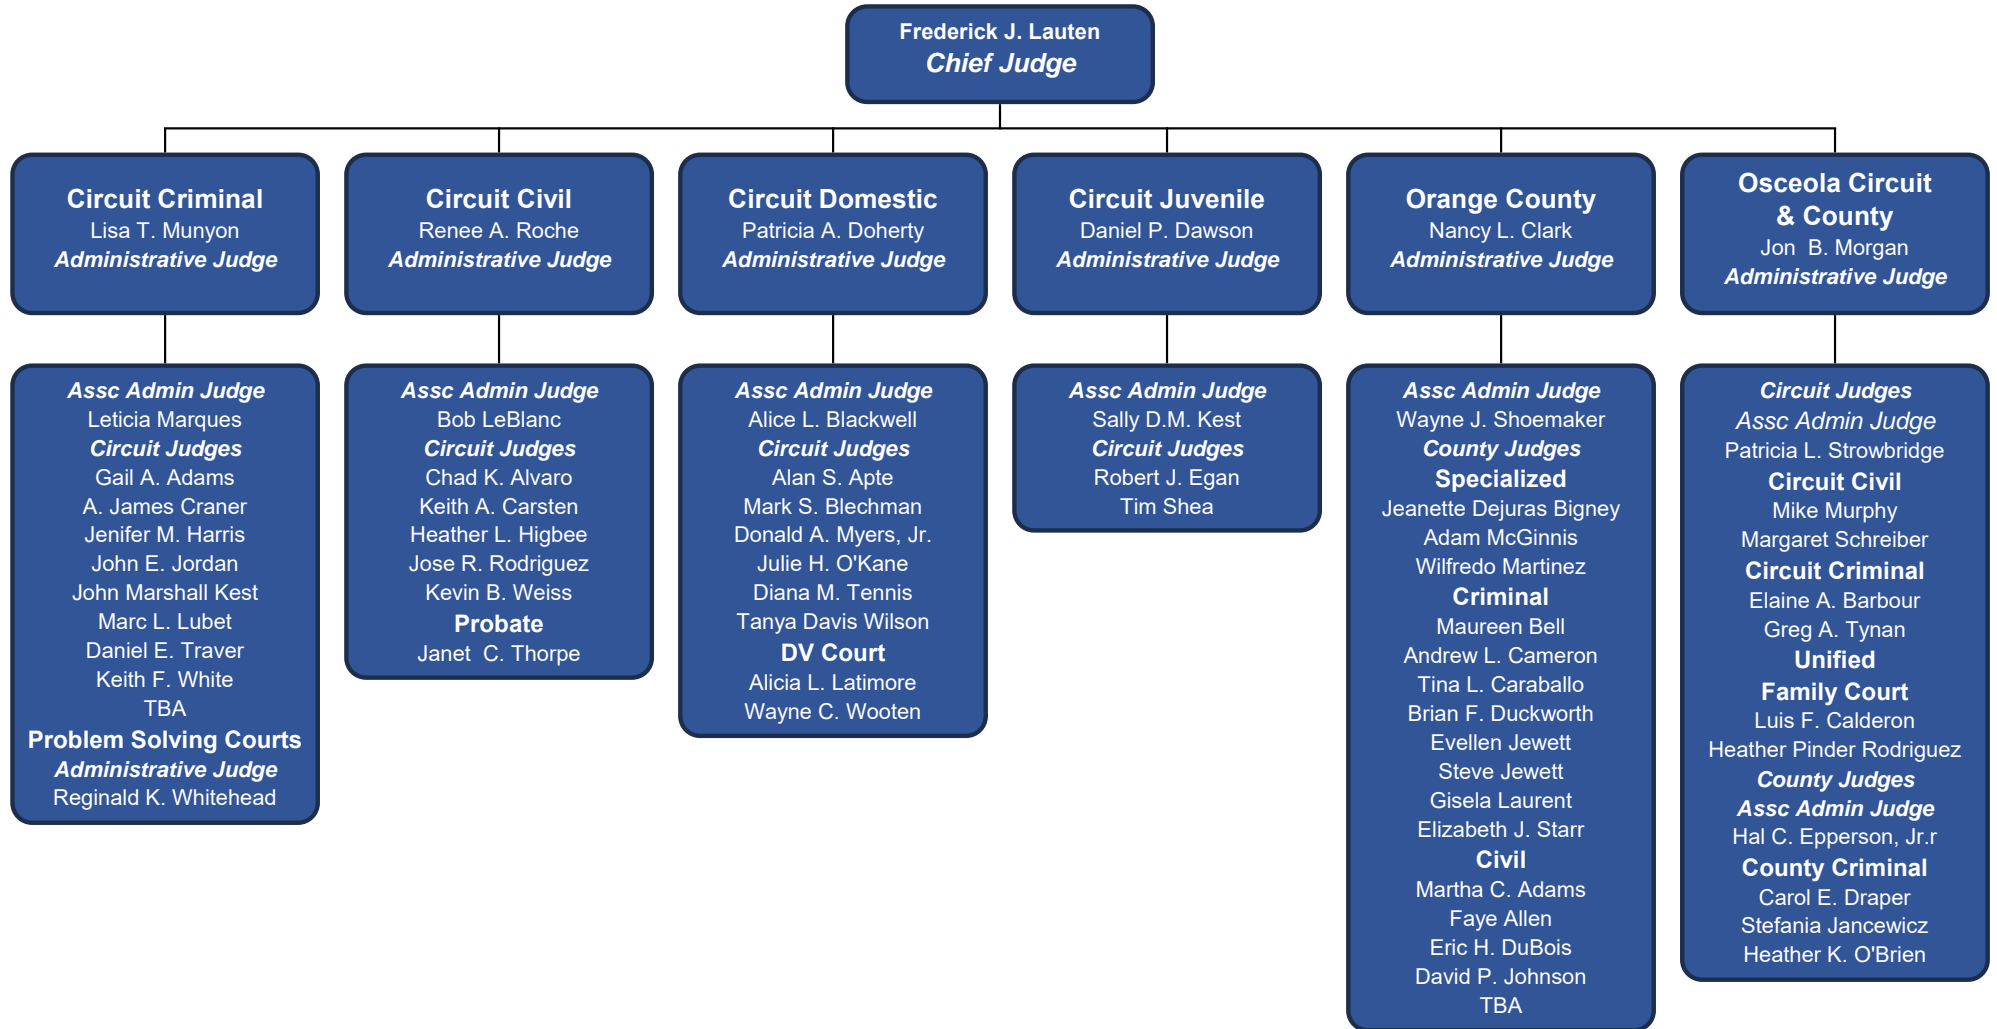 Frederick J. Lauten
Chief Judge
Circuit Criminal
Lisa T. Munyon
Administrative Judge
Circuit Civil
Renee A. Roche
Administrative Judge
Circuit Domestic
Patricia A. Doherty
Administrative Judge
Circuit Juvenile
Daniel P. Dawson
Administrative Judge
Orange County
Nancy L. Clark
Administrative Judge
Osceola Circuit
& County
Jon B. Morgan
Administrative Judge
Assc Admin Judge
Leticia Marques
Circuit Judges
Gail A. Adams
A. James Craner
Jenifer M. Harris
John E. Jordan
John Marshall Kest
Marc L. Lubet
Daniel E. Traver
Keith F. White
TBA
Problem Solving Courts
Administrative Judge
Reginald K. Whitehead
Assc Admin Judge
Bob LeBlanc
Circuit Judges
Chad K. Alvaro
Keith A. Carsten
Heather L. Higbee
Jose R. Rodriguez
Kevin B. Weiss
Probate
Janet C. Thorpe
Assc Admin Judge
Alice L. Blackwell
Circuit Judges
Alan S. Apte
Mark S. Blechman
Donald A. Myers, Jr.
Julie H. O'Kane
Diana M. Tennis
Tanya Davis Wilson
DV Court
Alicia L. Latimore
Wayne C. Wooten
Assc Admin Judge
Sally D.M. Kest
Circuit Judges
Robert J. Egan
Tim Shea
Assc Admin Judge
Wayne J. Shoemaker
County Judges
Specialized
Jeanette Dejuras Bigney
Adam McGinnis
Wilfredo Martinez
Criminal
Maureen Bell
Andrew L. Cameron
Tina L. Caraballo
Brian F. Duckworth
Evellen Jewett
Steve Jewett
Gisela Laurent
Elizabeth J. Starr
Civil
Martha C. Adams
Faye Allen
Eric H. DuBois
David P. Johnson
TBA
Circuit Judges
Assc Admin Judge
Patricia L. Strowbridge
Circuit Civil
Mike Murphy
Margaret Schreiber
Circuit Criminal
Elaine A. Barbour
Greg A. Tynan
Unified
Family Court
Luis F. Calderon
Heather Pinder Rodriguez
County Judges
Assc Admin Judge
Hal C. Epperson, Jr.r
County Criminal
Carol E. Draper
Stefania Jancewicz
Heather K. O'Brien